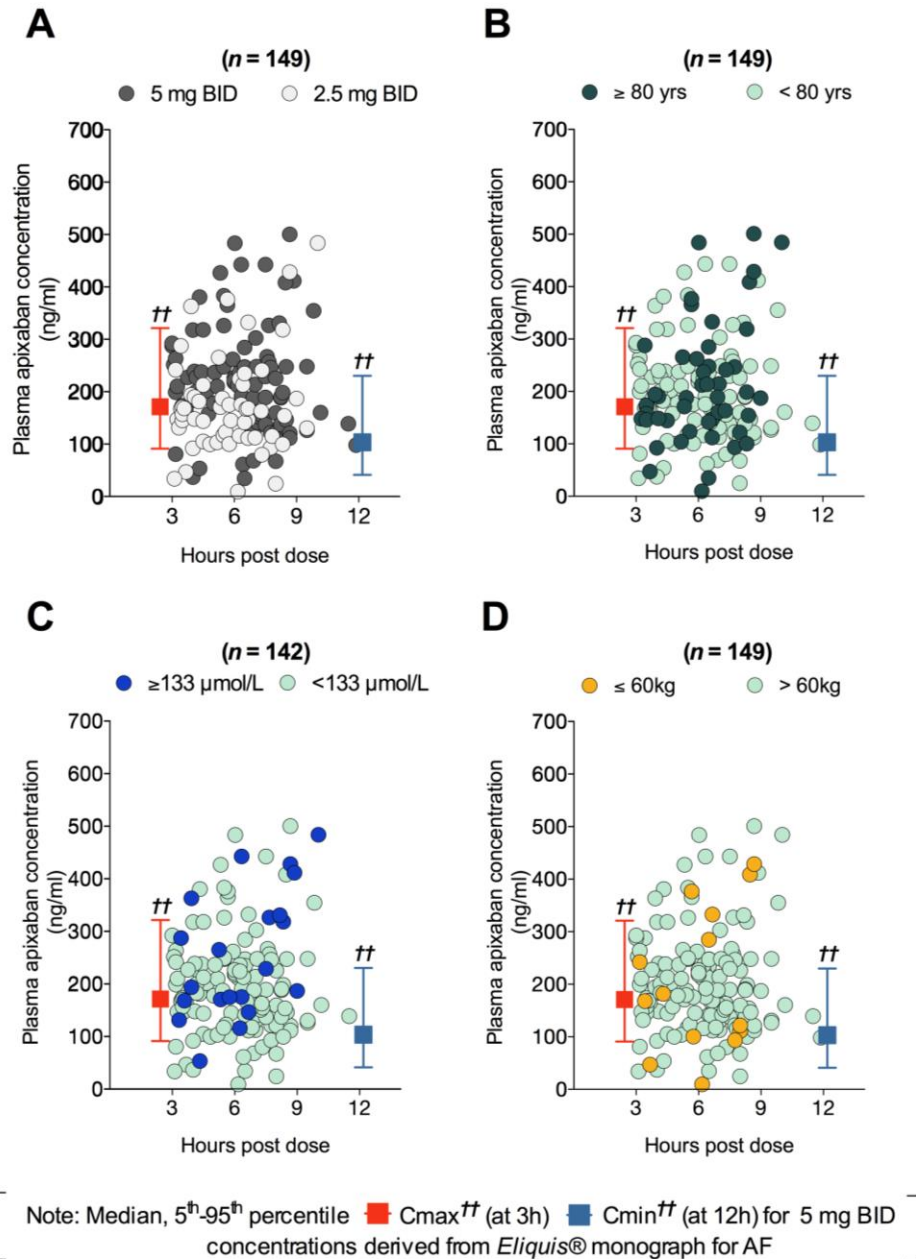 A
(n = 149)
5 mg BID 2.5 mg BID
Plasma apixaban concentration
(ng/ml)
700
600
500
400
300
200
100
0
††
††
3 6 9 12
Hours post dose
B
(n = 149)
≥ 80 yrs < 80 yrs
Plasma apixaban concentration
(ng/ml)
700
600
500
400
300
200
100
0
††
††
3 6 9 12
Hours post dose
C
(n = 142)
≥133 µmol/L <133 µmol/L
Plasma apixaban concentration
(ng/ml)
700
600
500
400
300
200
100
0
††
††
3 6 9 12
Hours post dose
D
(n = 149)
≤ 60kg > 60kg
Plasma apixaban concentration
(ng/ml)
700
600
500
400
300
200
100
0
††
††
3 6 9 12
Hours post dose
Note: Median, 5th-95th percentile Cmax†† (at 3h) Cmin†† (at 12h) for 5 mg BID
concentrations derived from Eliquis® monograph for AF